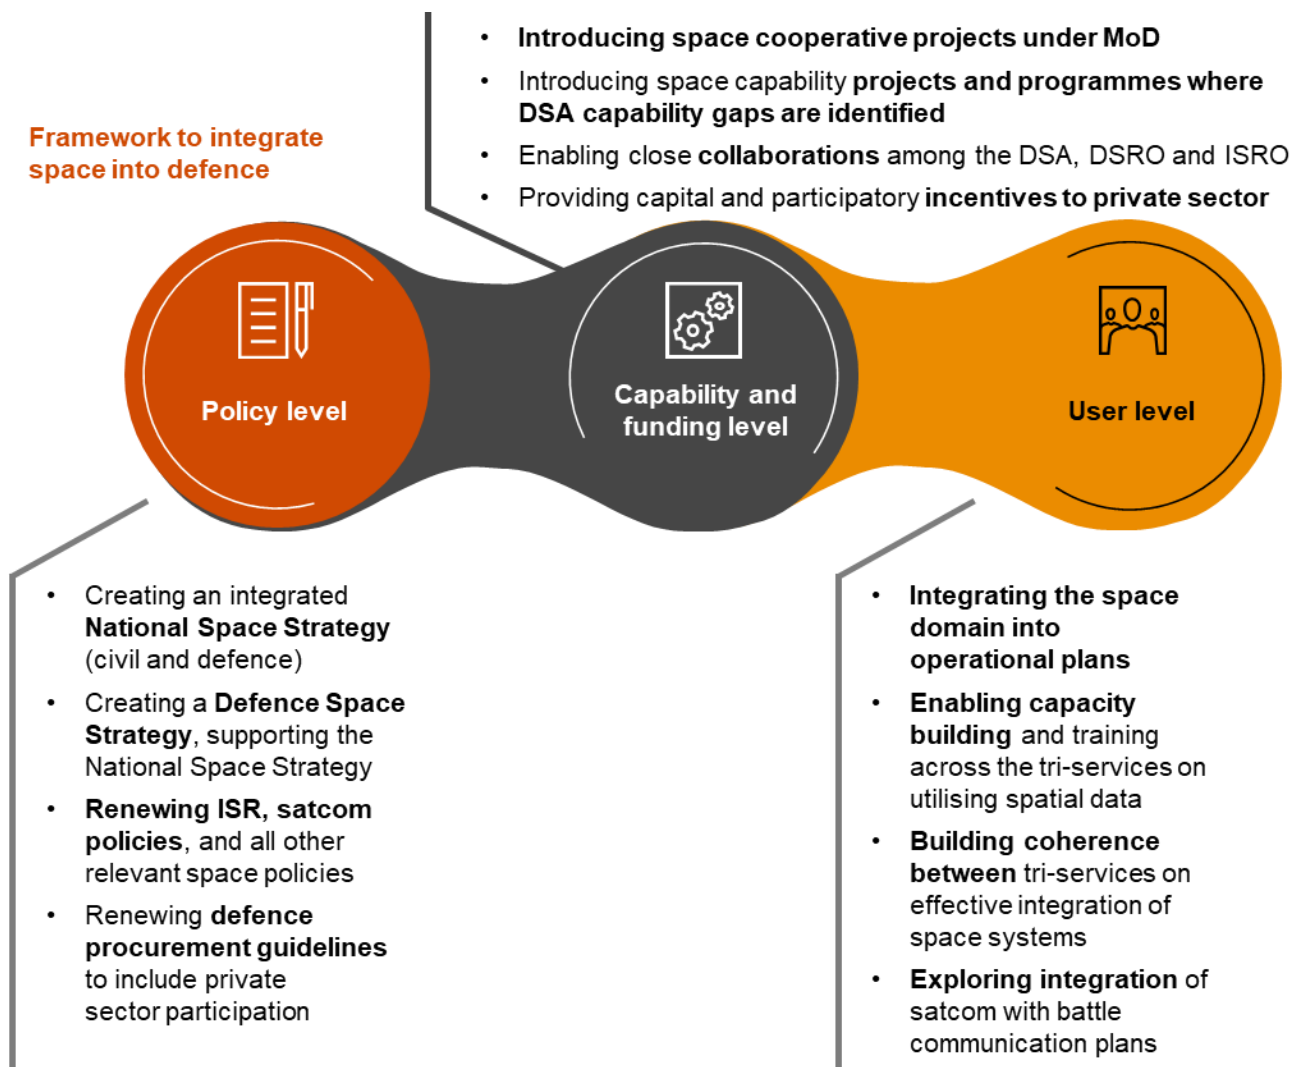 Framework to integrate
space into defence
• Introducing space cooperative projects under MoD
• Introducing space capability projects and programmes where
DSA capability gaps are identified
• Enabling close collaborations among the DSA, DSRO and ISRO
• Providing capital and participatory incentives to private sector
Policy level
Capability and
funding level
User level
• Creating an integrated
National Space Strategy
(civil and defence)
• Creating a Defence Space
Strategy, supporting the
National Space Strategy
• Renewing ISR, satcom
policies, and all other
relevant space policies
• Renewing defence
procurement guidelines
to include private
sector participation
• Integrating the space
domain into
operational plans
• Enabling capacity
building and training
across the tri-services on
utilising spatial data
• Building coherence
between tri-services on
effective integration of
space systems
• Exploring integration of
satcom with battle
communication plans